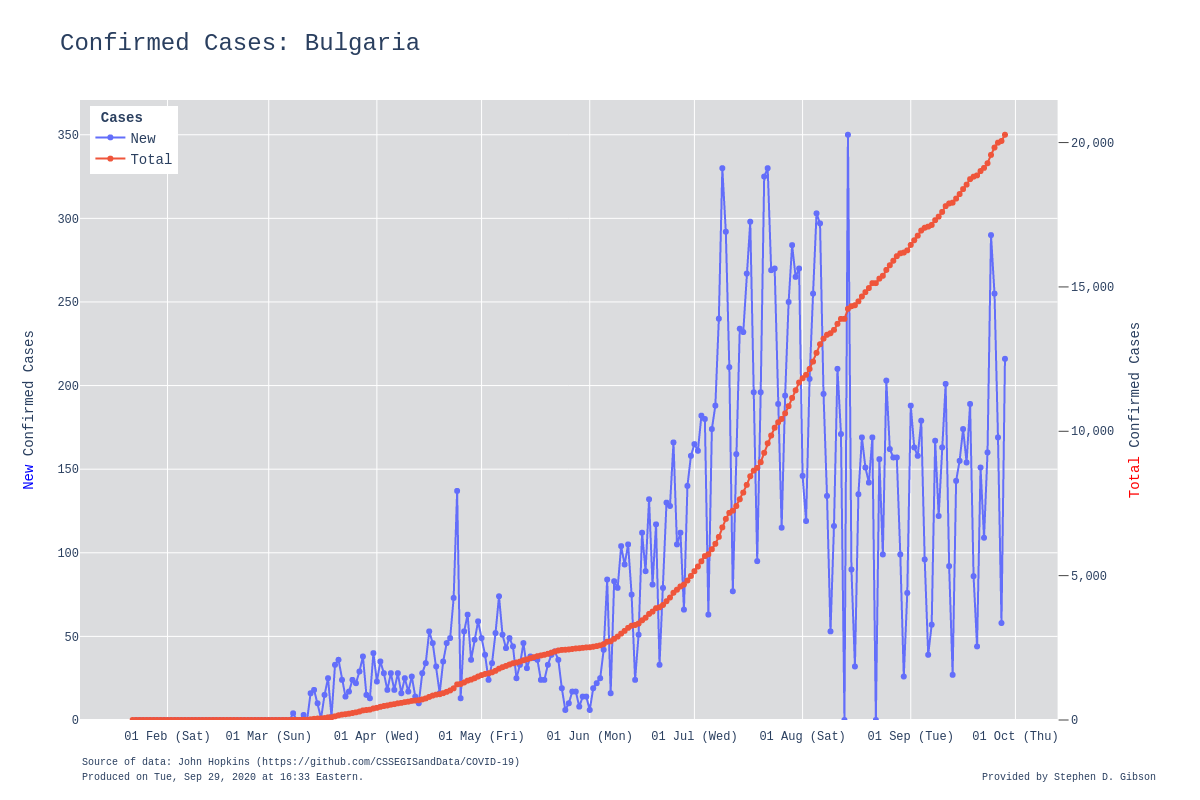 Confirmed Cases: Bulgaria
Cases
New
Total
350
300
250
200
150
100
50
0
20,000
15,000
10,000
5,000
0
New Confirmed Cases
Total Confirmed Cases
01 Feb (Sat) 01 Mar (Sun) 01 Apr (Wed) 01 May (Fri) 01 Jun (Mon) 01 Jul (Wed) 01 Aug (Sat) 01 Sep (Tue) 01 Oct (Thu)
Source of data: John Hopkins (https://github.com/CSSEGISandData/COVID-19)
Produced on Tue, Sep 29, 2020 at 16:33 Eastern.
Provided by Stephen D. Gibson